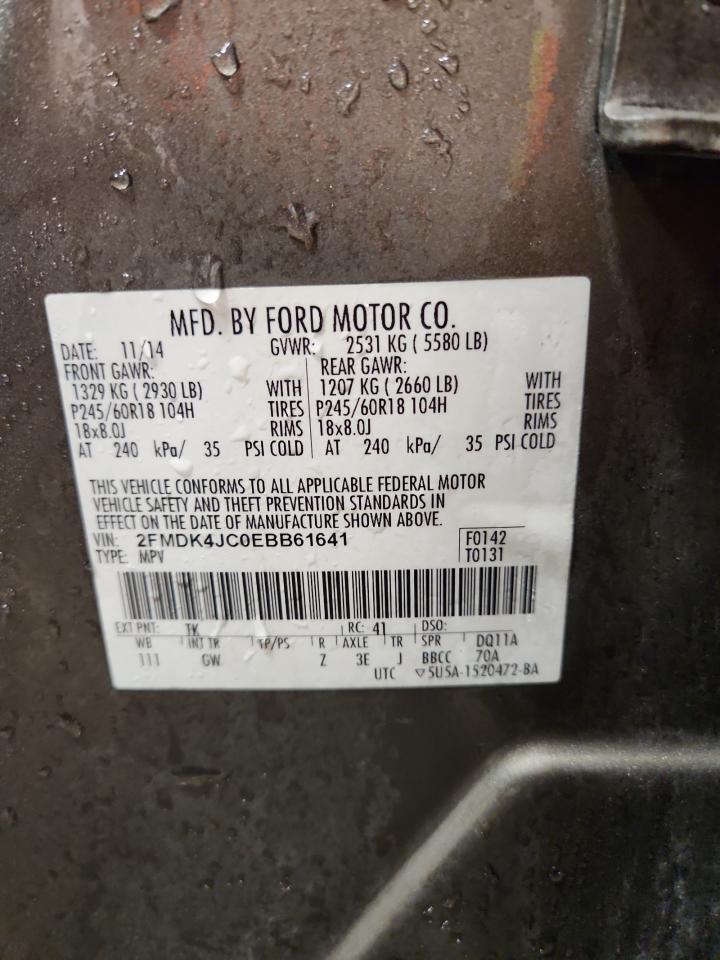 MFD. BY FORD MOTOR CO.
DATE: 11/14 GVWR: 2531 KG ( 5580 LB)
FRONT GAWR: REAR GAWR:
1329 KG ( 2930 LB) WITH 1207 KG ( 2660 LB) WITH
P245/60R18 104H TIRES P245/60R18 104H TIRES
18x8.0J RIMS 18x8.0J RIMS
AT 240 kPa/ 35 PSI COLD AT 240 kPa/ 35 PSI COLD
THIS VEHICLE CONFORMS TO ALL APPLICABLE FEDERAL MOTOR
VEHICLE SAFETY AND THEFT PREVENTION STANDARDS IN
EFFECT ON THE DATE OF MANUFACTURE SHOWN ABOVE.
VIN: 2FMDK4JC0EBB61641 F0142
TYPE: MPV T0131
EXT PNT: TK RC: 41 DSO:
WB INT TR TP/PS R AXLE TR SPR DQ11A
111 GW Z 3E J BBCC 70A
UTC ▽5U5A-1520472-BA